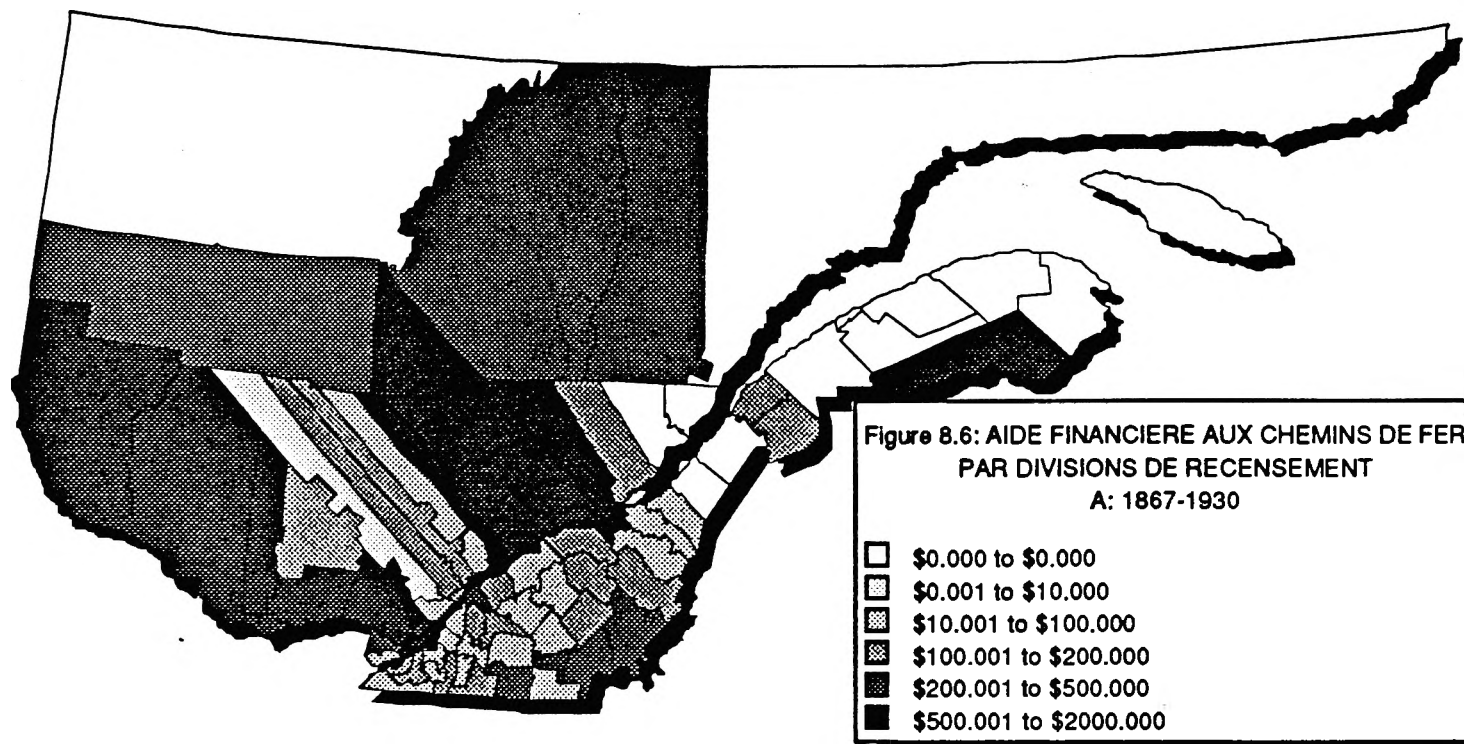 Figure 8.6: AIDE FINANCIERE AUX CHEMINS DE FER
PAR DIVISIONS DE RECENSEMENT
A: 1867-1930
$0.000 to $0.000
$0.001 to $10.000
$10.001 to $100.000
$100.001 to $200.000
$200.001 to $500.000
$500.001 to $2000.000